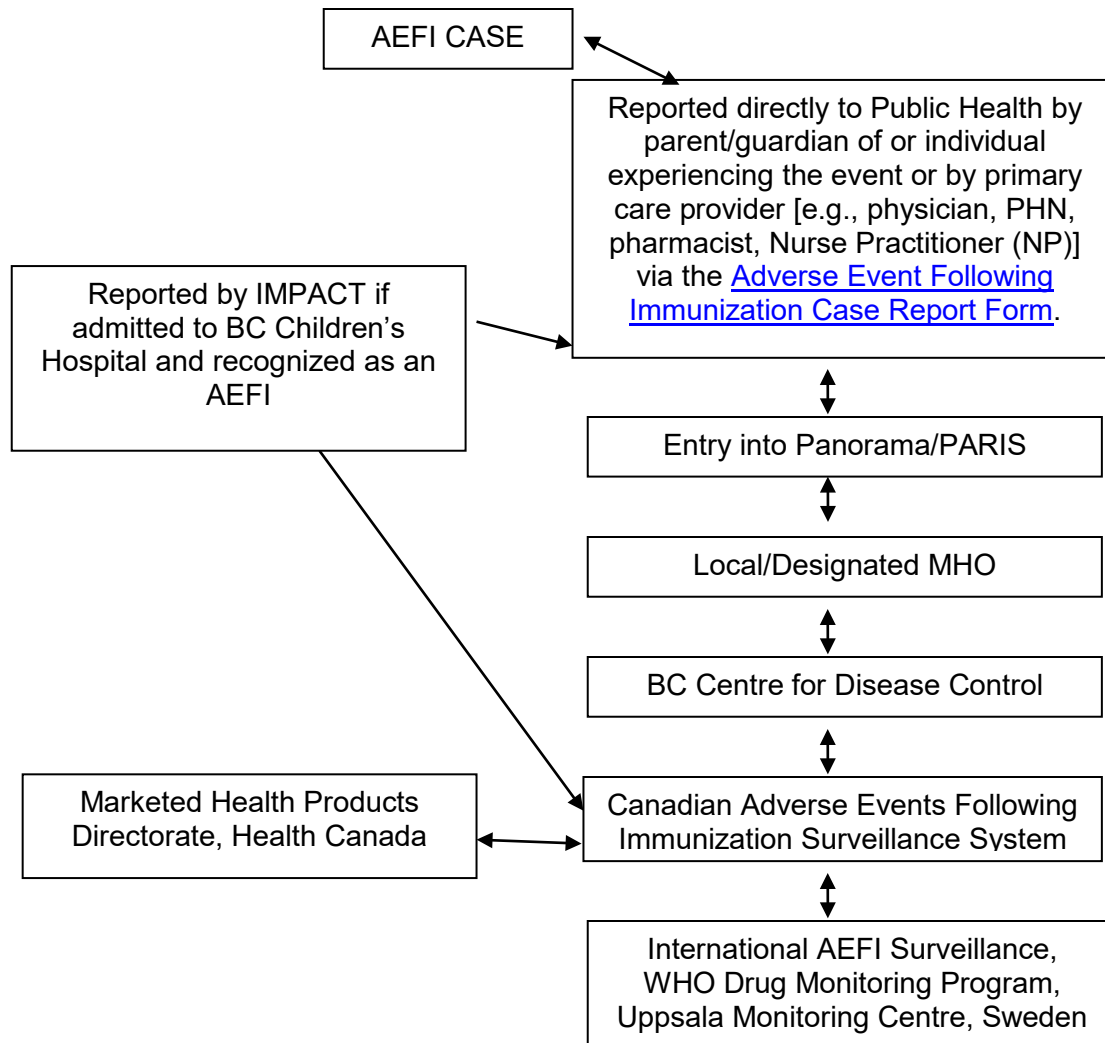 AEFI CASE
Reported directly to Public Health by
parent/guardian of or individual
experiencing the event or by primary
care provider [e.g., physician, PHN,
pharmacist, Nurse Practitioner (NP)]
via the Adverse Event Following
Immunization Case Report Form.
Reported by IMPACT if
admitted to BC Children’s
Hospital and recognized as an
AEFI
Entry into Panorama/PARIS
Local/Designated MHO
BC Centre for Disease Control
Marketed Health Products
Directorate, Health Canada
Canadian Adverse Events Following
Immunization Surveillance System
International AEFI Surveillance,
WHO Drug Monitoring Program,
Uppsala Monitoring Centre, Sweden